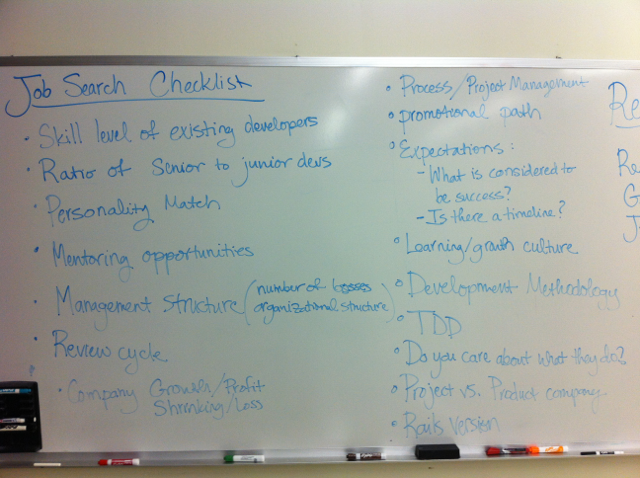 Job Search Checklist
• Skill level of existing developers
• Ratio of Senior to junior devs
• Personality Match
• Mentoring opportunities
• Management Structure (number of bosses
organizational structure)
• Review cycle
• Company Growth/Profit
Shrinking/Loss
• Process/Project Management
• promotional path
• Expectations:
- What is considered to
be success?
- Is there a timeline?
• Learning/growth culture
• Development Methodology
• TDD
• Do you care about what they do?
• Project vs. Product company
• Rails version
Re
Re
G